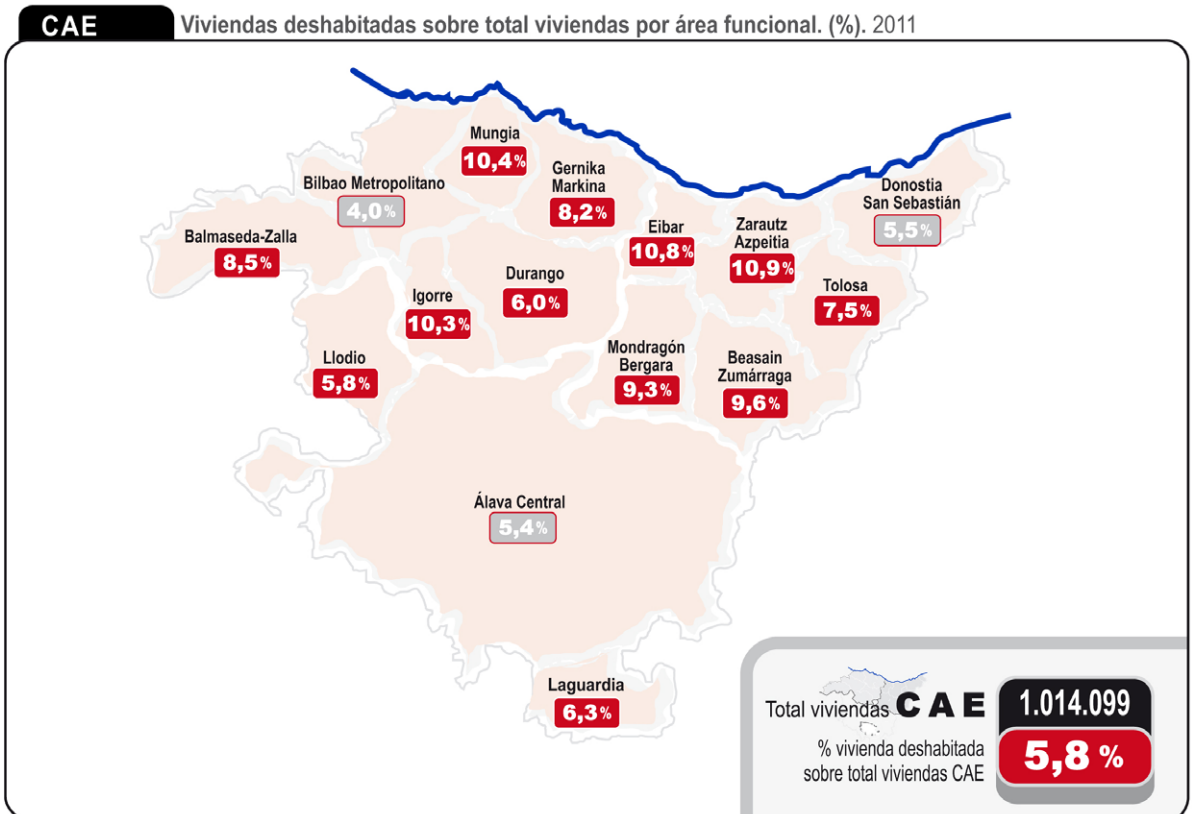 CAE
Viviendas deshabitadas sobre total viviendas por área funcional. (%). 2011
Mungia
10,4%
Gernika
Markina
8,2%
Bilbao Metropolitano
4,0%
Donostia
San Sebastián
5,5%
Balmaseda-Zalla
8,5%
Eibar
10,8%
Zarautz
Azpeitia
10,9%
Durango
6,0%
Tolosa
7,5%
Igorre
10,3%
Llodio
5,8%
Mondragón
Bergara
9,3%
Beasain
Zumárraga
9,6%
Álava Central
5,4%
Laguardia
6,3%
Total viviendas CAE 1.014.099
% vivienda deshabitada
sobre total viviendas CAE
5,8 %